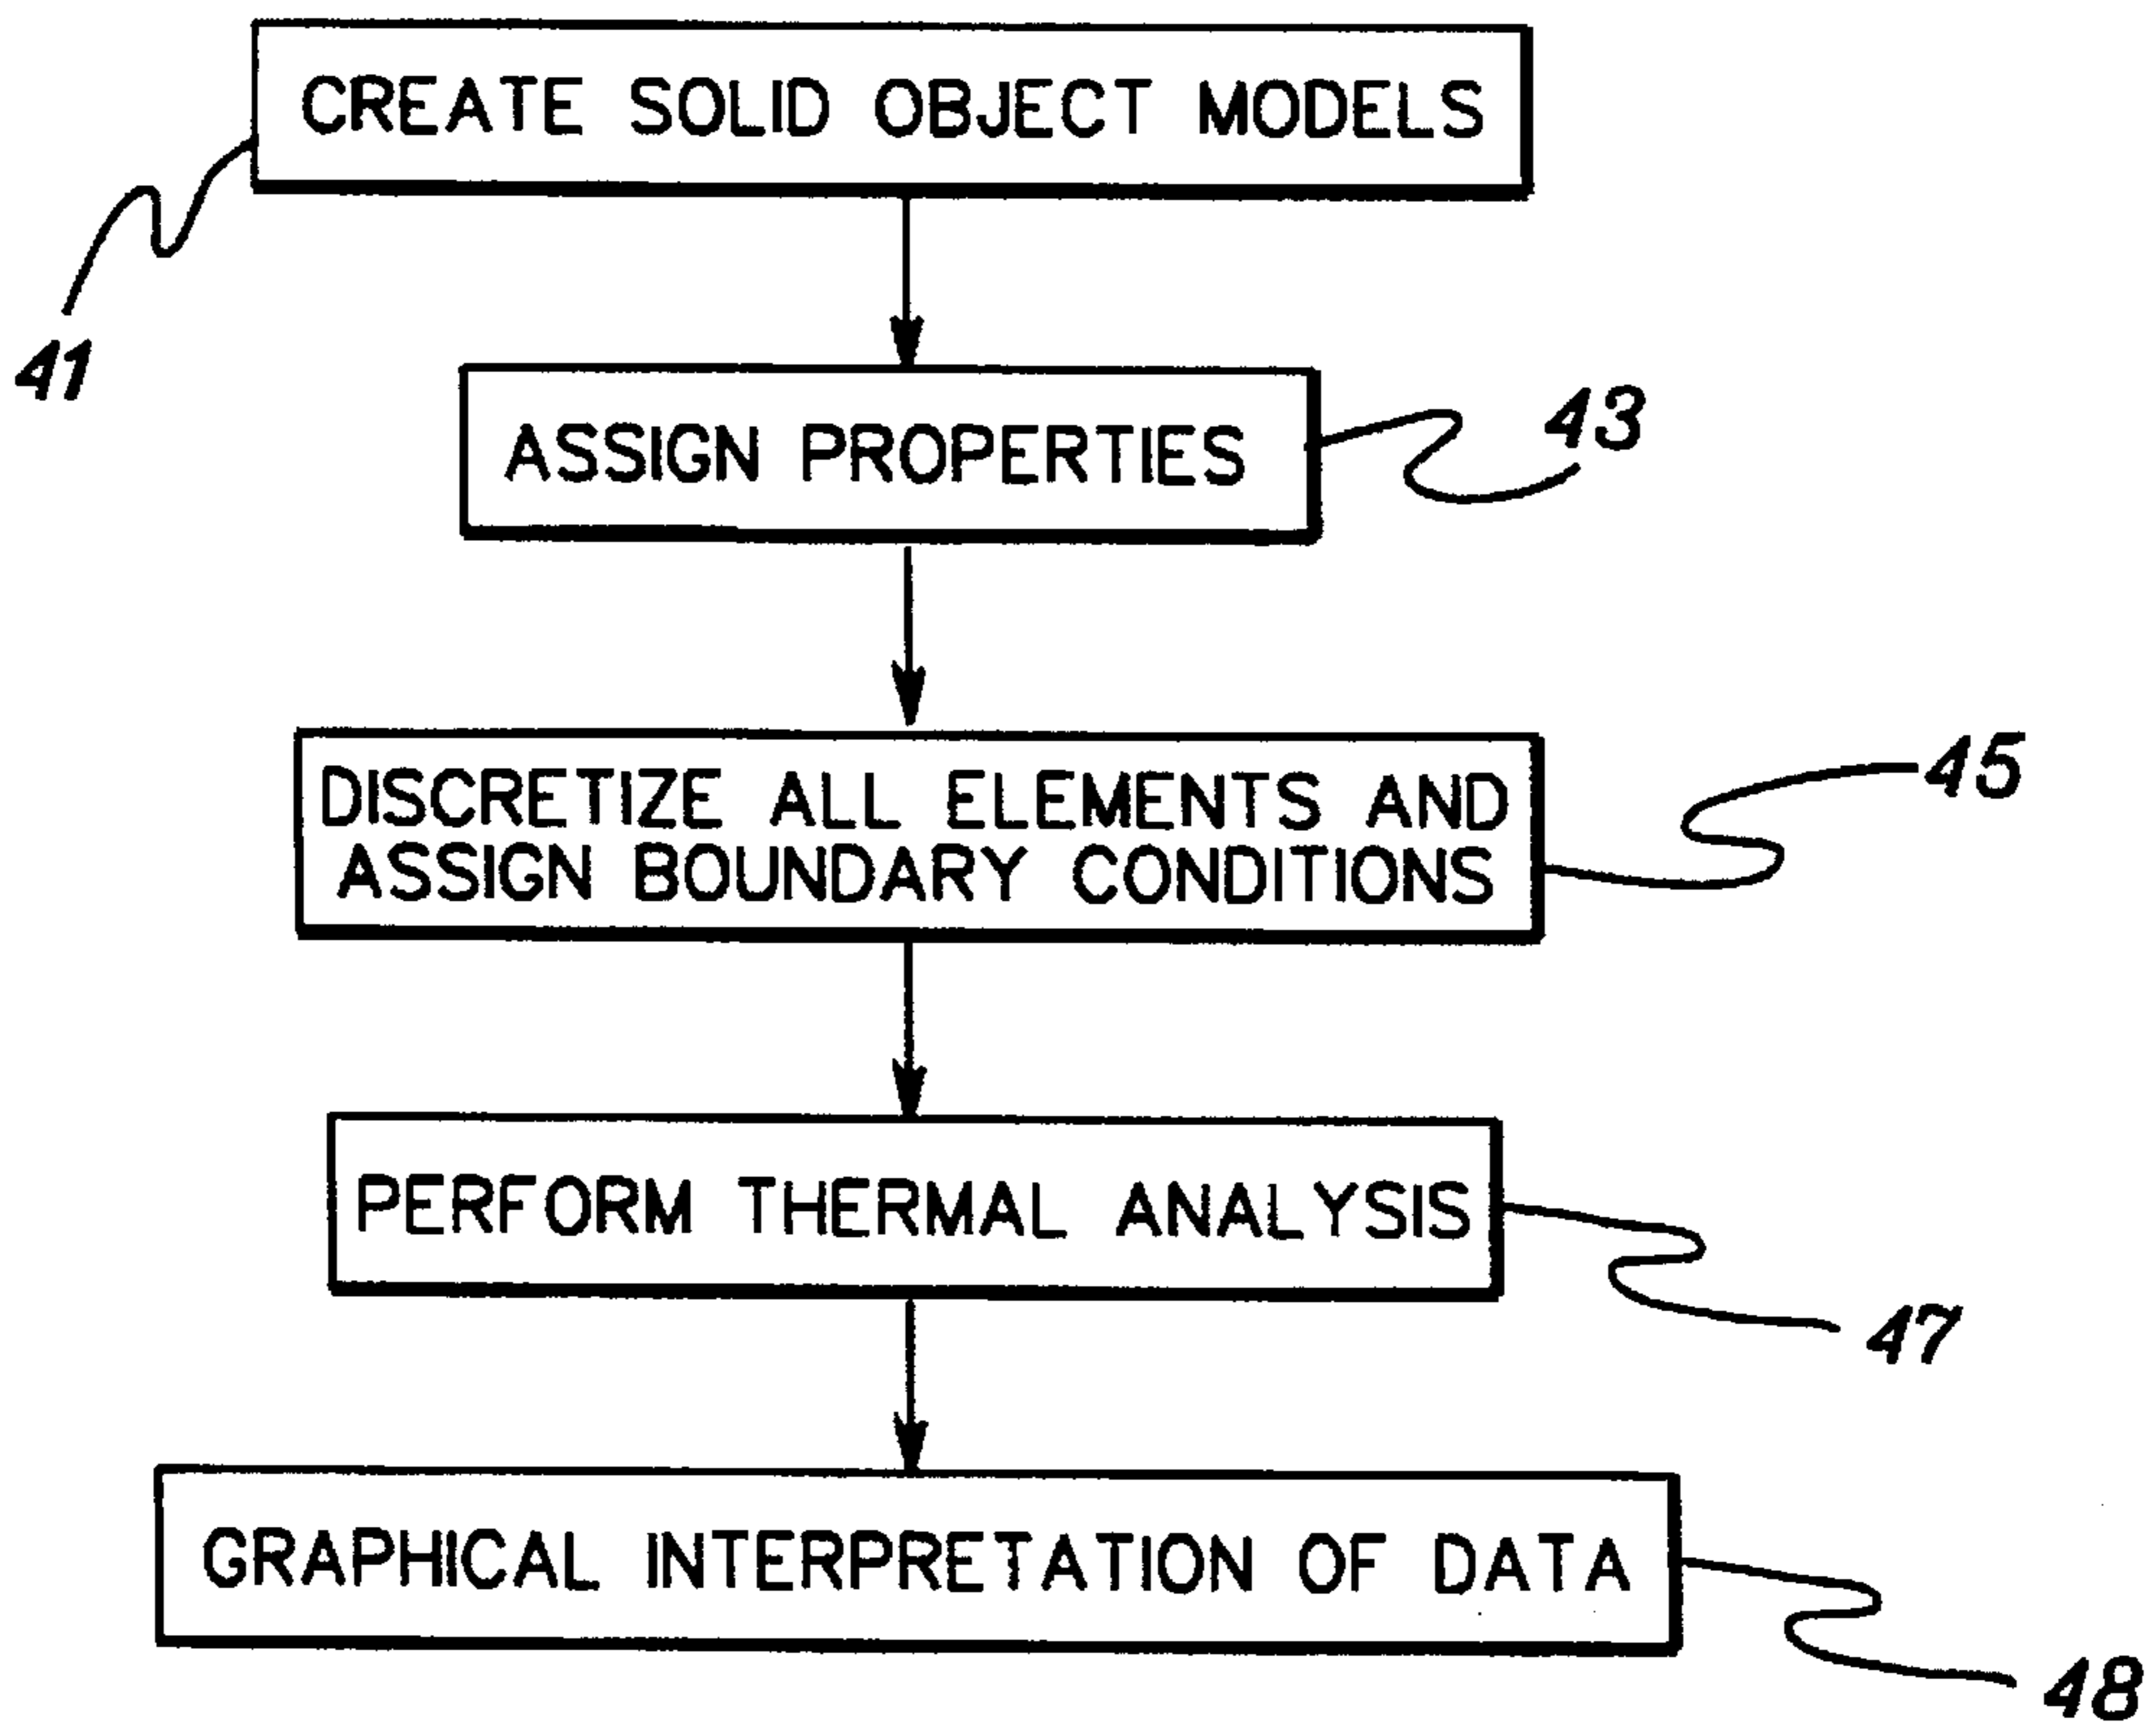 CREATE SOLID OBJECT MODELS
41
ASSIGN PROPERTIES
43
DISCRETIZE ALL ELEMENTS AND
ASSIGN BOUNDARY CONDITIONS
45
PERFORM THERMAL ANALYSIS
47
GRAPHICAL INTERPRETATION OF DATA
48